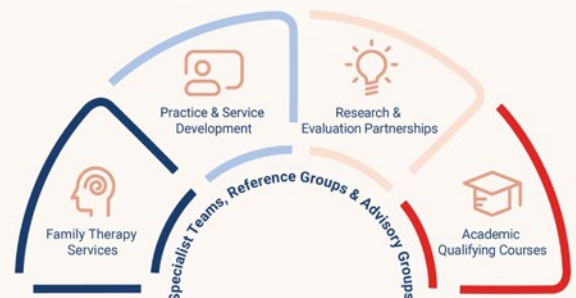 Practice & Service
Development
Research &
Evaluation Partnerships
Family Therapy
Services
Academic
Qualifying Courses
Specialist Teams, Reference Groups & Advisory Groups